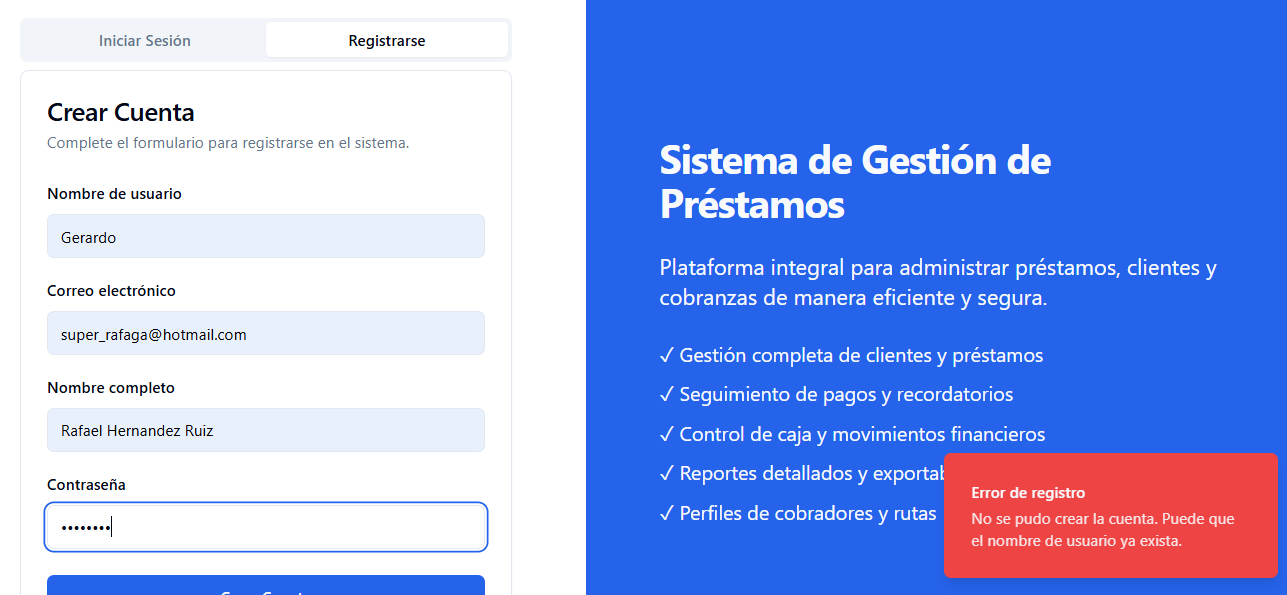 Iniciar Sesión
Registrarse
Crear Cuenta
Complete el formulario para registrarse en el sistema.
Nombre de usuario
Gerardo
Correo electrónico
super_rafaga@hotmail.com
Nombre completo
Rafael Hernandez Ruiz
Contraseña
••••••••
Sistema de Gestión de
Préstamos
Plataforma integral para administrar préstamos, clientes y
cobranzas de manera eficiente y segura.
✓ Gestión completa de clientes y préstamos
✓ Seguimiento de pagos y recordatorios
✓ Control de caja y movimientos financieros
✓ Reportes detallados y exportab
✓ Perfiles de cobradores y rutas
Error de registro
No se pudo crear la cuenta. Puede que
el nombre de usuario ya exista.